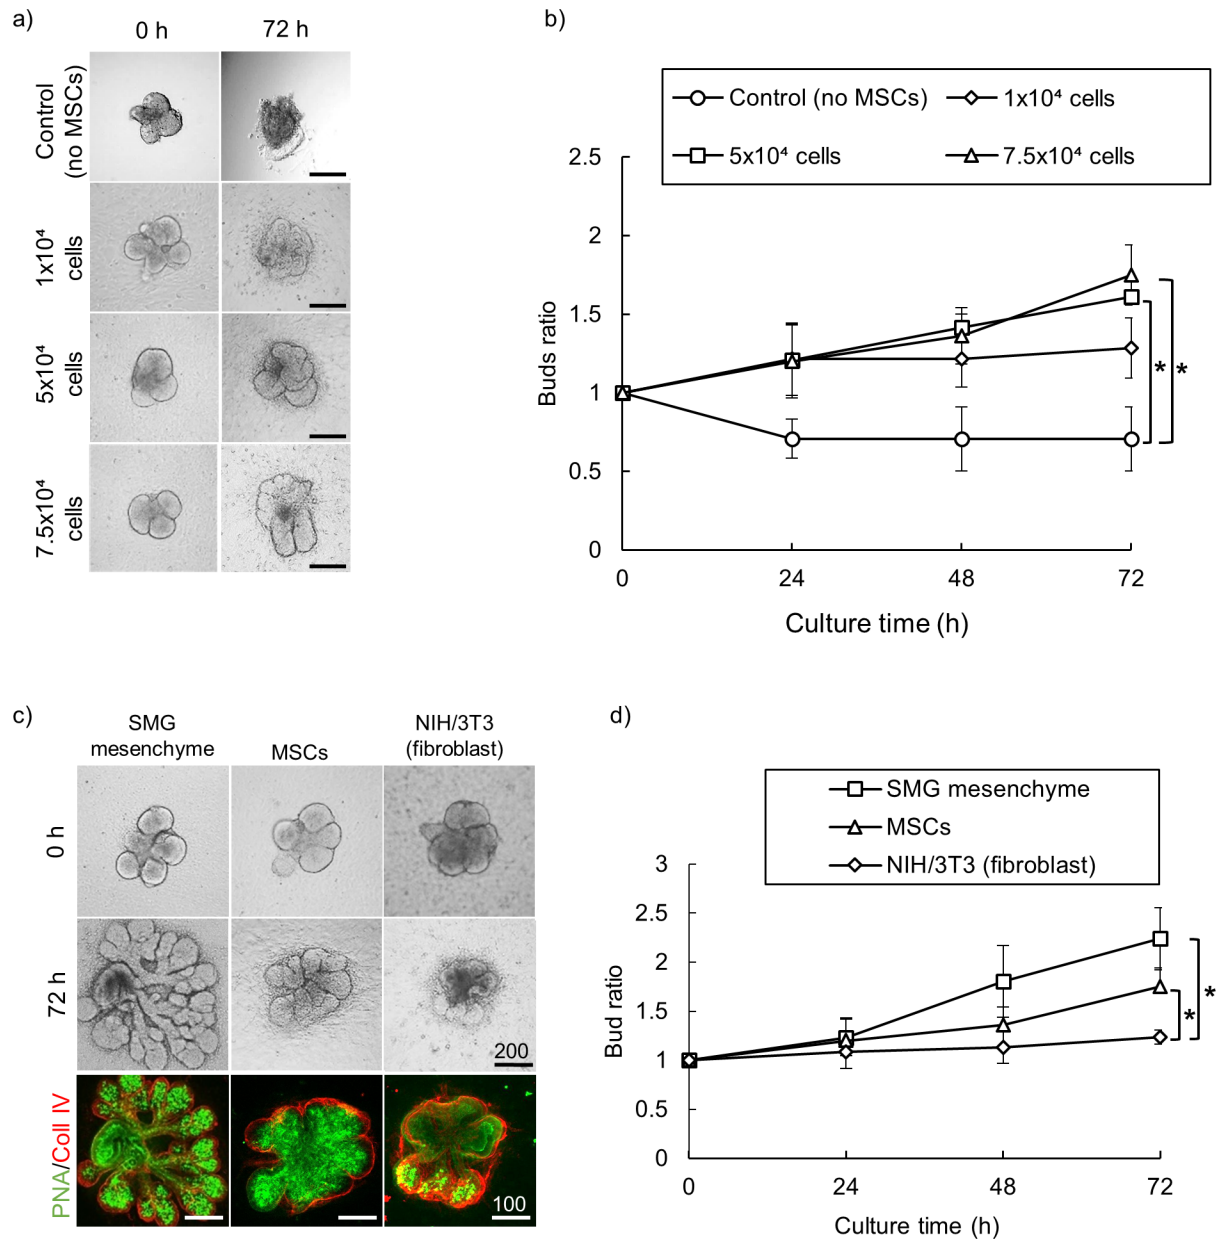 a)
0 h
72 h
Control
(no MSCs)
1x10⁴
cells
5x10⁴
cells
7.5x10⁴
cells
b)
Control (no MSCs)
1x10⁴ cells
5x10⁴ cells
7.5x10⁴ cells
2.5
2
1.5
1
0.5
0
Buds ratio
*
*
0
24
48
72
Culture time (h)
c)
SMG
mesenchyme
MSCs
NIH/3T3
(fibroblast)
0 h
72 h
200
PNA/Coll IV
100
d)
SMG mesenchyme
MSCs
NIH/3T3 (fibroblast)
3
2.5
2
1.5
1
0.5
0
Bud ratio
*
*
0
24
48
72
Culture time (h)